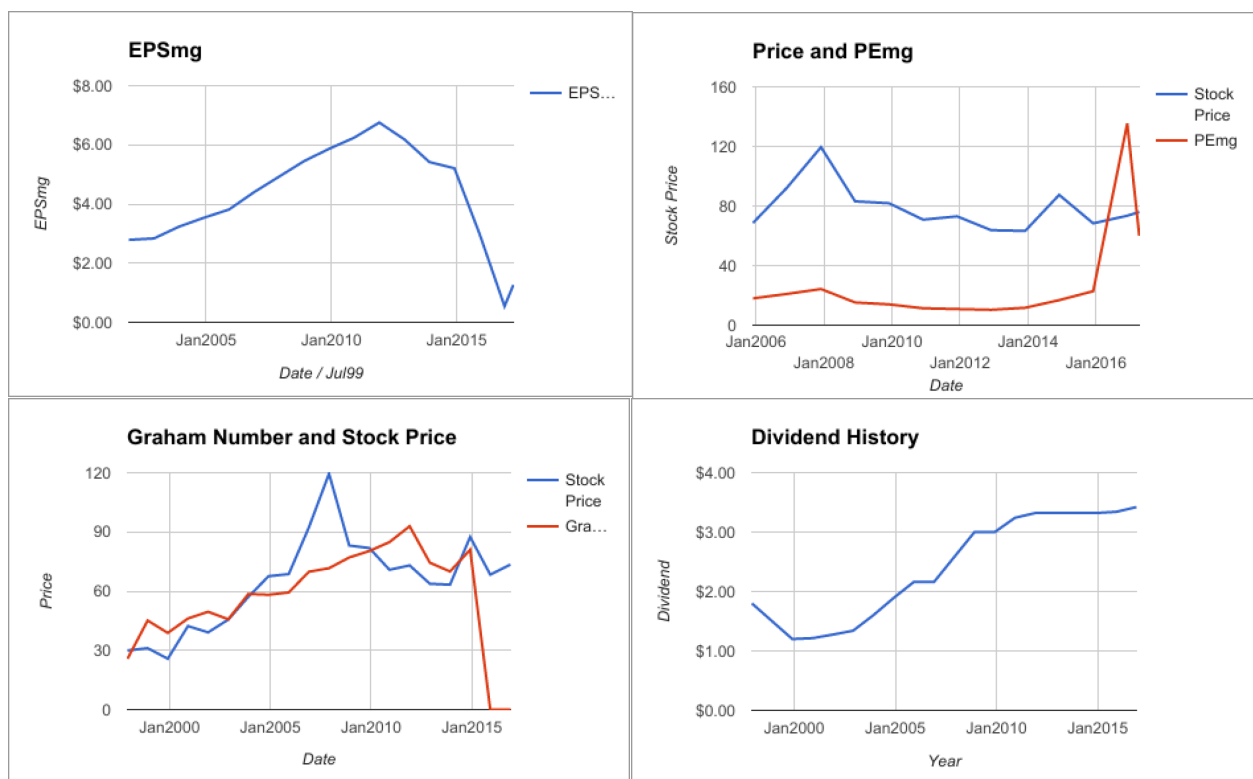 EPSmg
$8.00
$6.00
$4.00
$2.00
$0.00
EPSmg
Jan2005
Jan2010
Jan2015
Date / Jul99
EPS…
Price and PEmg
160
120
80
40
0
Stock Price
Jan2006
Jan2008
Jan2010
Jan2012
Jan2014
Jan2016
Date
Stock
Price
PEmg
Graham Number and Stock Price
120
90
60
30
0
Price
Jan2000
Jan2005
Jan2010
Jan2015
Date
Stock
Price
Gra…
Dividend History
$4.00
$3.00
$2.00
$1.00
$0.00
Dividend
Jan2000
Jan2005
Jan2010
Jan2015
Year